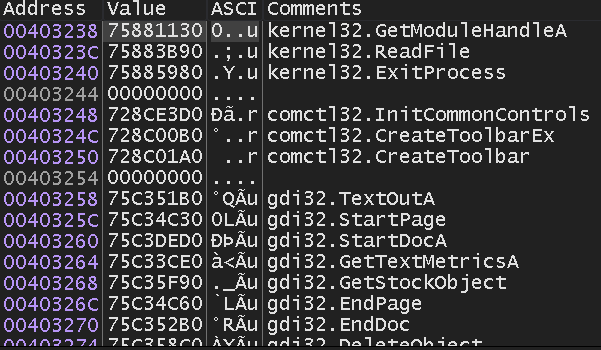 Address Value ASCI Comments
00403238 75881130 0..u kernel32.GetModuleHandleA
0040323C 75883B90 .;.u kernel32.ReadFile
00403240 75885980 .Y.u kernel32.ExitProcess
00403244 00000000 ....
00403248 728CE3D0 Ðã.r comctl32.InitCommonControls
0040324C 728C00B0 °..r comctl32.CreateToolbarEx
00403250 728C01A0  ..r comctl32.CreateToolbar
00403254 00000000 ....
00403258 75C351B0 °QÃu gdi32.TextOutA
0040325C 75C34C30 0LÃu gdi32.StartPage
00403260 75C3DED0 ÐÞÃu gdi32.StartDocA
00403264 75C33CE0 à<Ãu gdi32.GetTextMetricsA
00403268 75C35F90 ._Ãu gdi32.GetStockObject
0040326C 75C34C60 `LÃu gdi32.EndPage
00403270 75C352B0 °RÃu gdi32.EndDoc
00403274 75C358C0 ÀXÃu gdi32.DeleteObject